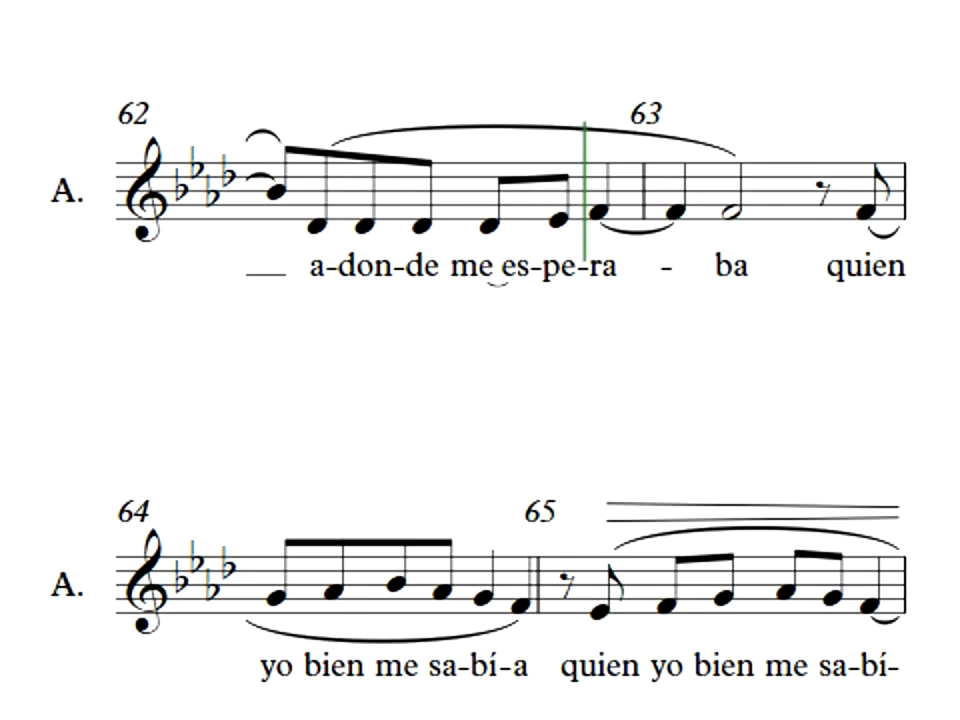 62 63
A.
a-don-de me es-pe-ra - ba quien
64 65
A.
yo bien me sa-bí-a quien yo bien me sa-bí-